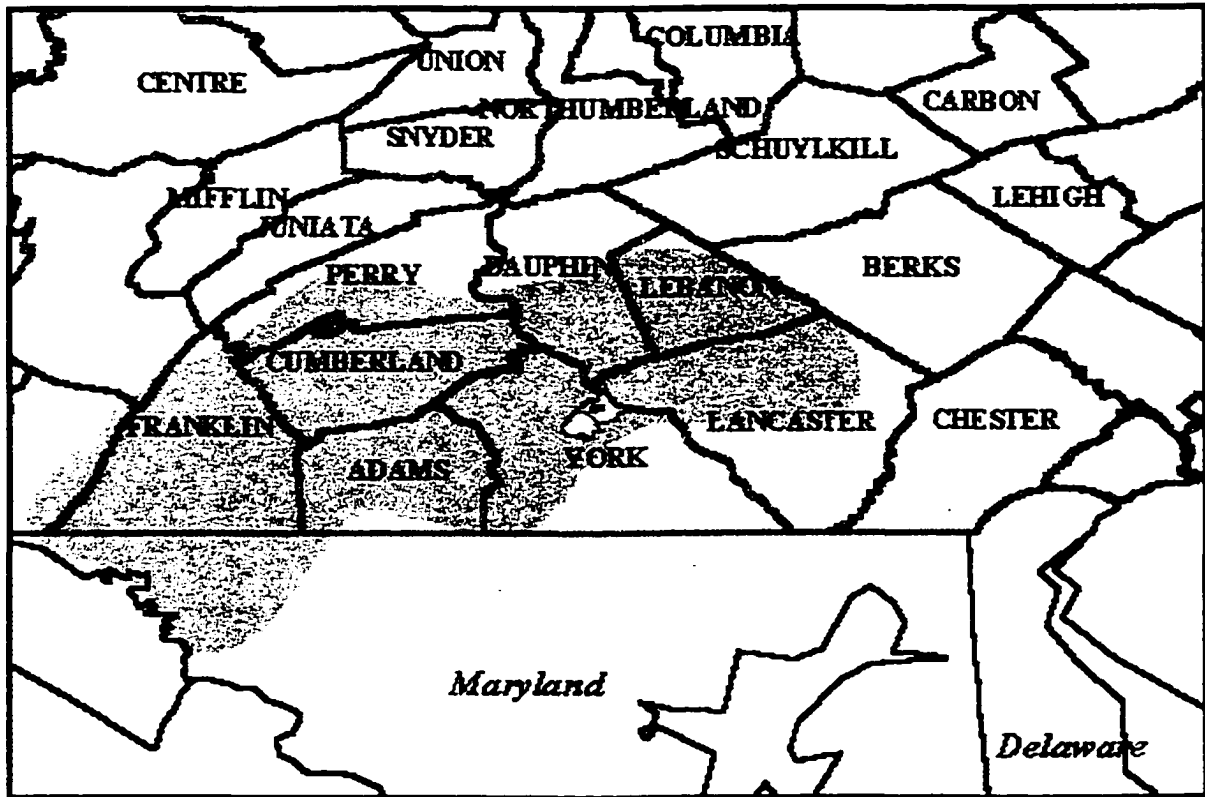 COLUMBIA
UNION
CENTRE
CARBON
NORTHUMBERLAND
SNYDER
SCHUYLKILL
MIFFLIN
LEHIGH
JUNIATA
PERRY
DAUPHIN
BERKS
LEBANON
CUMBERLAND
FRANKLIN
LANCASTER
CHESTER
YORK
ADAMS
Maryland
Delaware